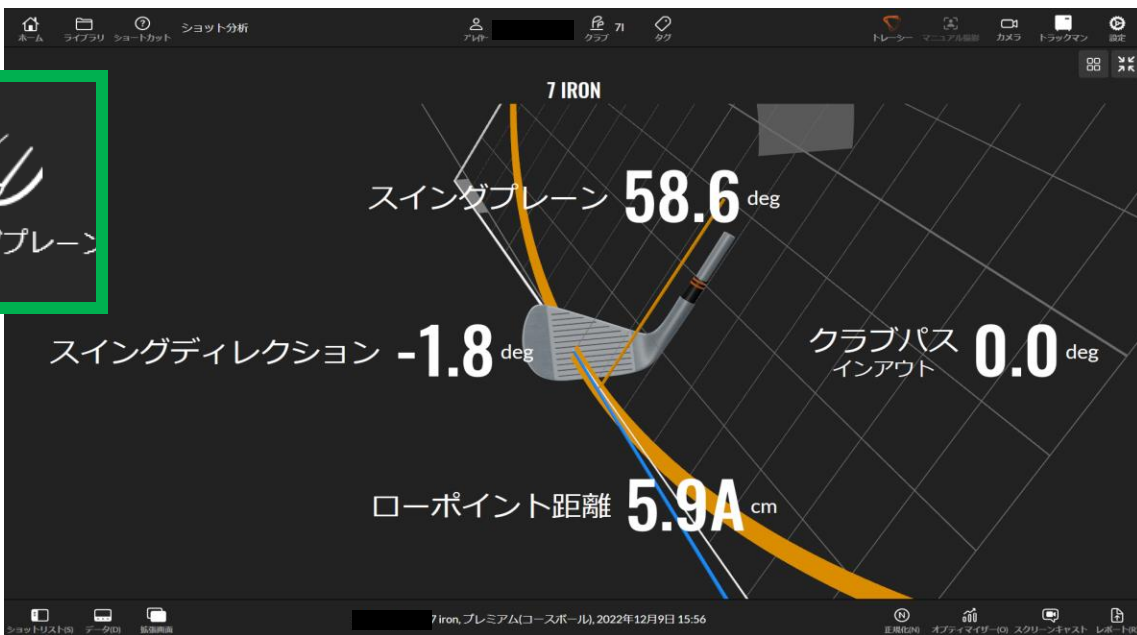 ホーム
ライブラリ
ショートカット
ショット分析
プレイヤー
クラブ
7I
タグ
トレーシー
マニュアル撮影
カメラ
トラックマン
設定
7 IRON
プレーン
スイングプレーン 58.6 deg
スイングディレクション -1.8 deg
クラブパス 0.0 deg
インアウト
ローポイント距離 5.9A cm
ショットリスト(S)
データ(D)
拡張画面
7 iron, プレミアム(コースボール), 2022年12月9日 15:56
N
正規化(N)
オプティマイザー(O)
スクリーンキャスト
レポート(R